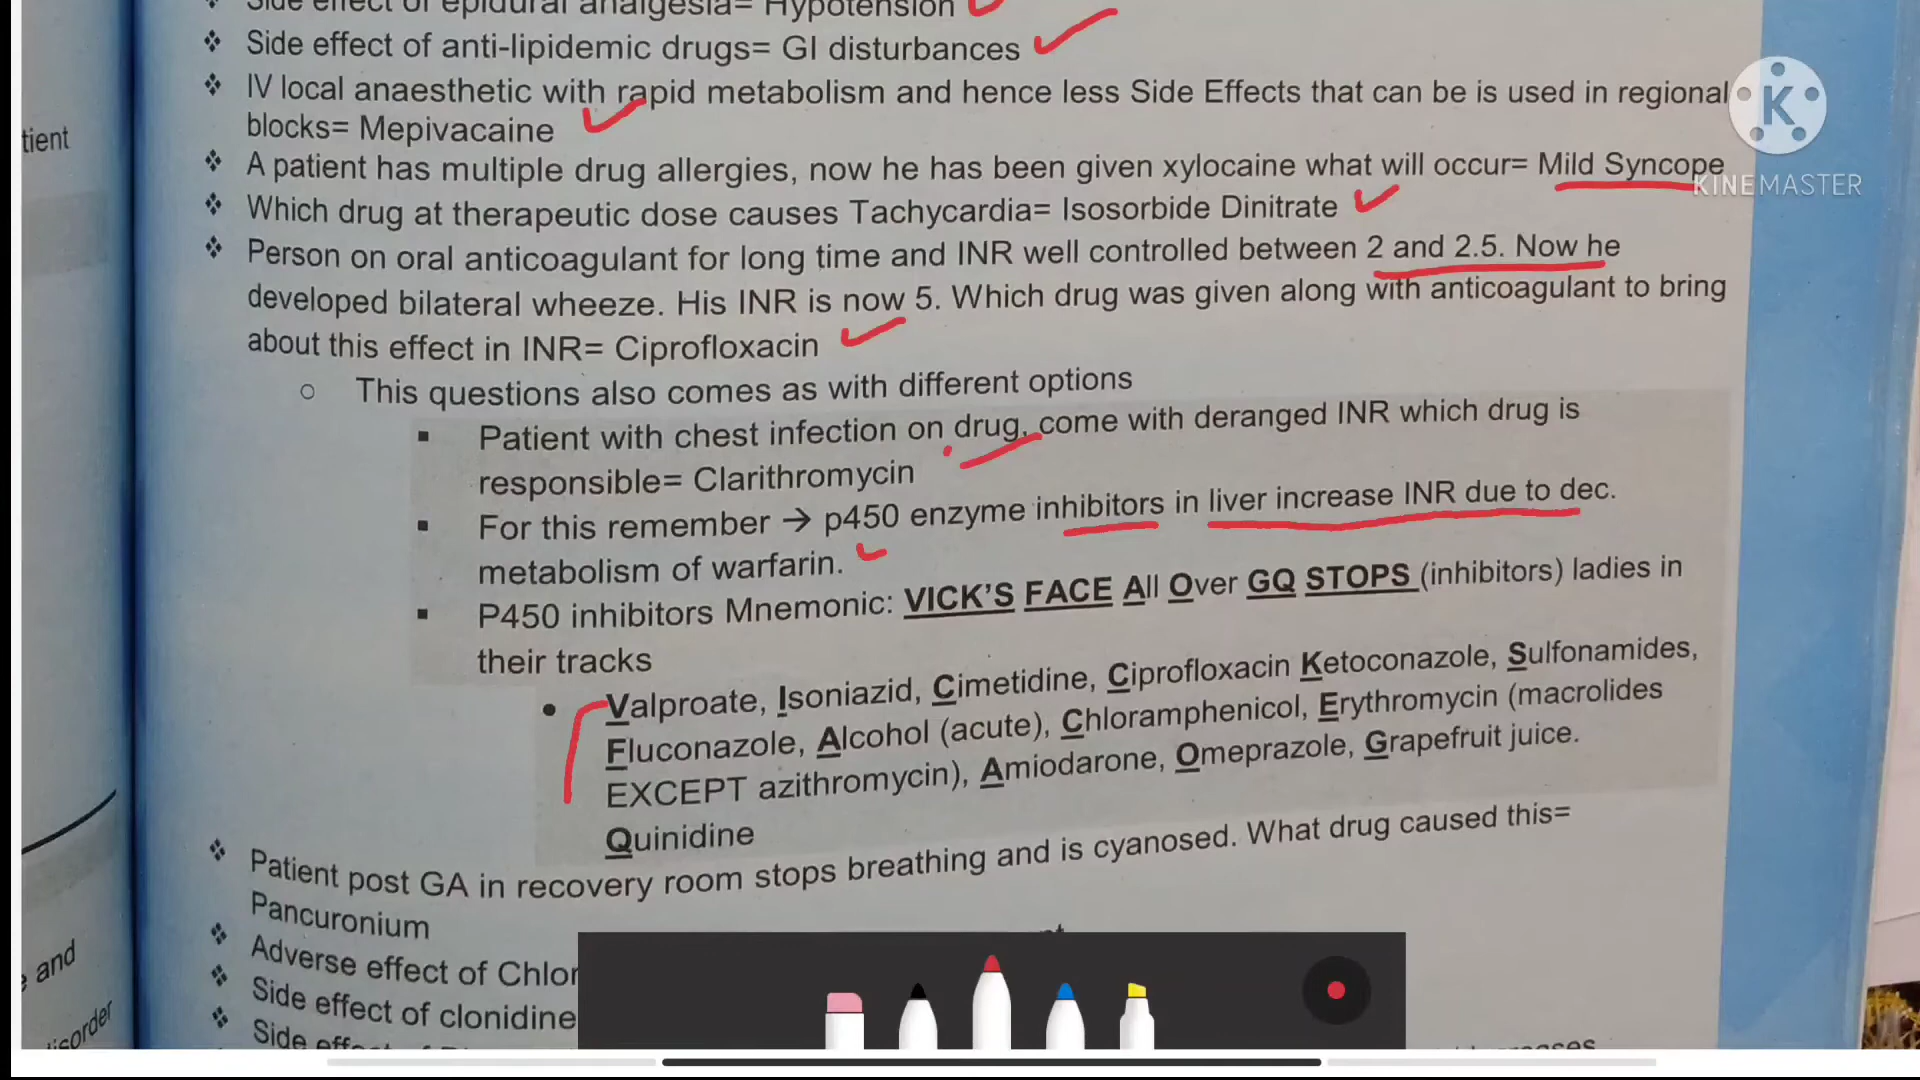 Side effect of epidural analgesia= Hypotension
Side effect of anti-lipidemic drugs= GI disturbances
IV local anaesthetic with rapid metabolism and hence less Side Effects that can be is used in regional
blocks= Mepivacaine
A patient has multiple drug allergies, now he has been given xylocaine what will occur= Mild Syncope
Which drug at therapeutic dose causes Tachycardia= Isosorbide Dinitrate
Person on oral anticoagulant for long time and INR well controlled between 2 and 2.5. Now he
developed bilateral wheeze. His INR is now 5. Which drug was given along with anticoagulant to bring
about this effect in INR= Ciprofloxacin
This questions also comes as with different options
Patient with chest infection on drug, come with deranged INR which drug is
responsible= Clarithromycin
For this remember → p450 enzyme inhibitors in liver increase INR due to dec.
metabolism of warfarin.
P450 inhibitors Mnemonic: VICK'S FACE All Over GQ STOPS (inhibitors) ladies in
their tracks
Valproate, Isoniazid, Cimetidine, Ciprofloxacin Ketoconazole, Sulfonamides,
Fluconazole, Alcohol (acute), Chloramphenicol, Erythromycin (macrolides
EXCEPT azithromycin), Amiodarone, Omeprazole, Grapefruit juice.
Quinidine
Patient post GA in recovery room stops breathing and is cyanosed. What drug caused this=
Pancuronium
Adverse effect of Chlor
Side effect of clonidine
Side
tient
and
isorder
K
KINEMASTER